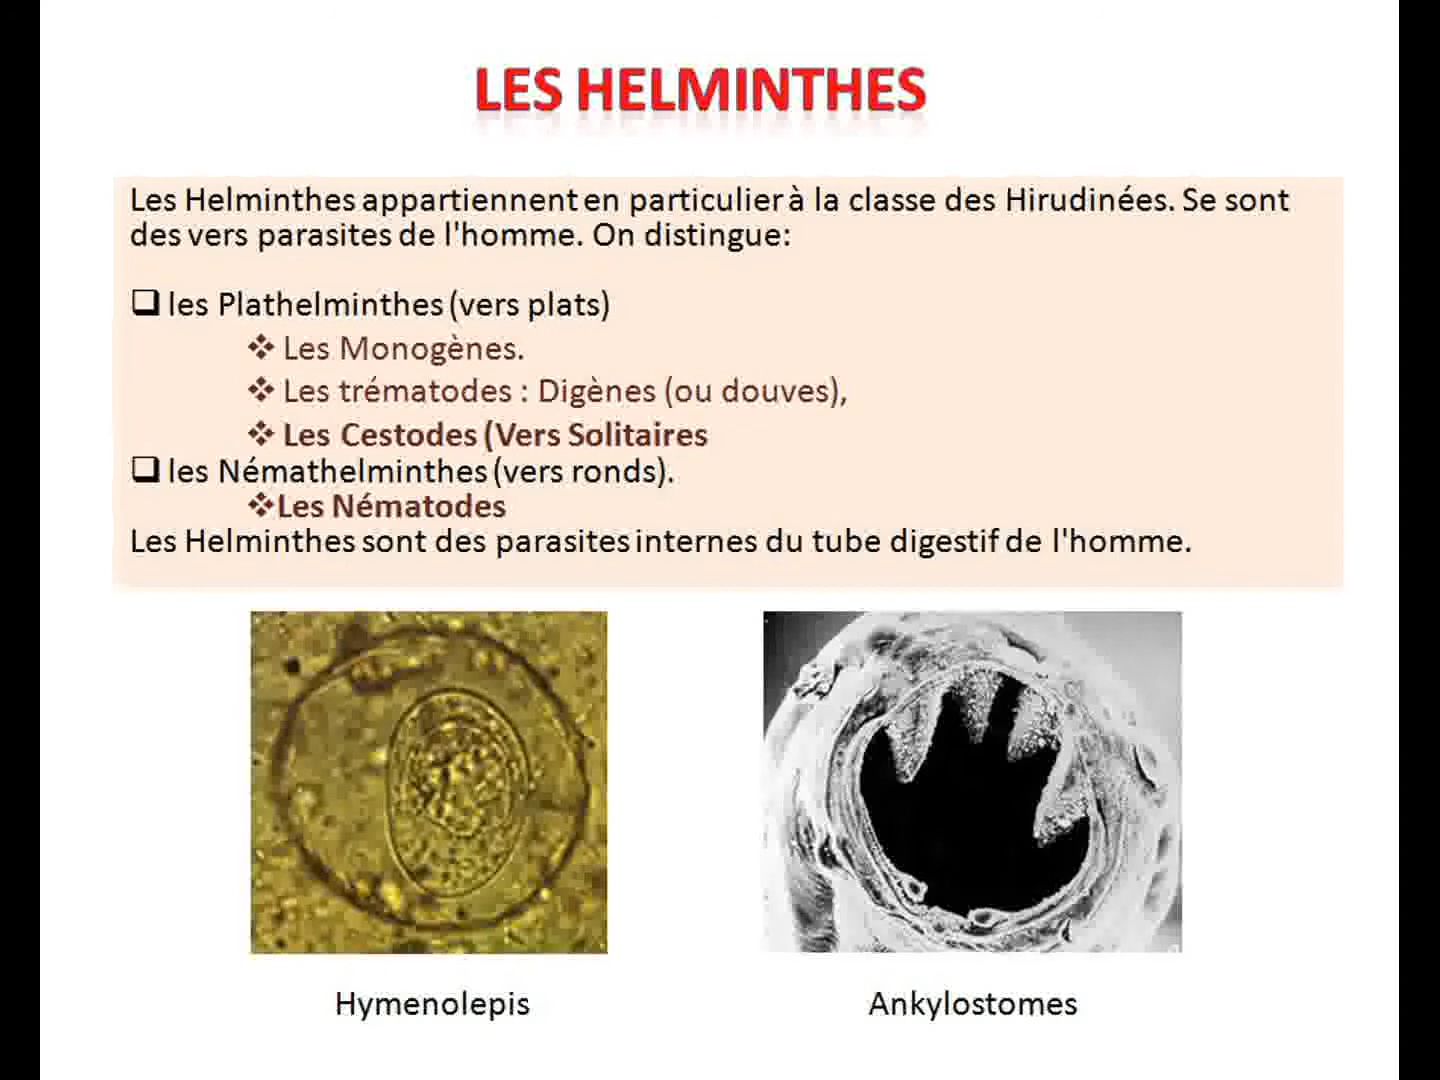 LES HELMINTHES
Les Helminthes appartiennent en particulier à la classe des Hirudinées. Se sont
des vers parasites de l'homme. On distingue:
❑ les Plathelminthes (vers plats)
❖ Les Monogènes.
❖ Les trématodes : Digènes (ou douves),
❖ Les Cestodes (Vers Solitaires
❑ les Némathelminthes (vers ronds).
❖Les Nématodes
Les Helminthes sont des parasites internes du tube digestif de l'homme.
Hymenolepis
Ankylostomes